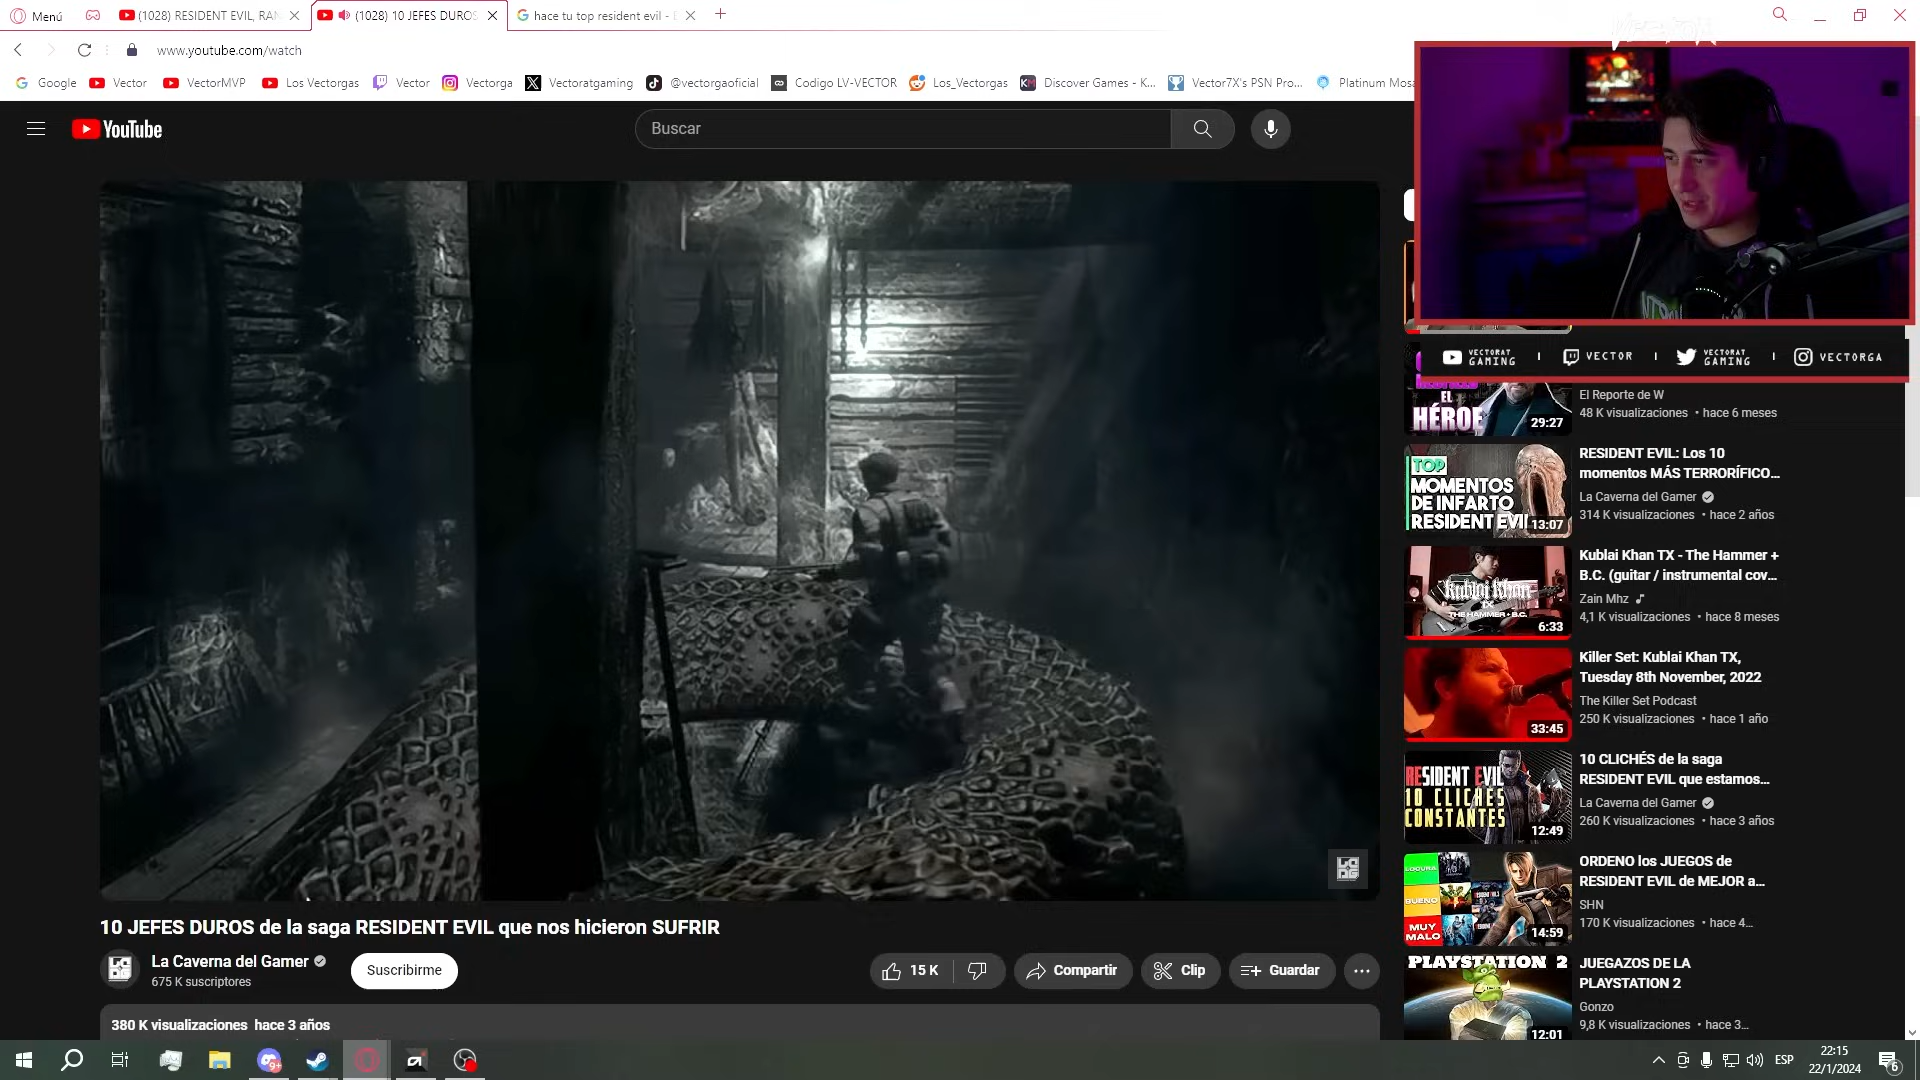 Menú
(1028) RESIDENT EVIL, RAN
(1028) 10 JEFES DUROS
hace tu top resident evil -
www.youtube.com/watch
Google
Vector
VectorMVP
Los Vectorgas
Vector
Vectorga
Vectoratgaming
@vectorgaoficial
Codigo LV-VECTOR
Los_Vectorgas
Discover Games - K...
Vector7X's PSN Pro...
Platinum Mosa
YouTube
Buscar
VECTORAT GAMING
VECTOR
VECTORAT GAMING
VECTORGA
EL
HÉROE
29:27
El Reporte de W
48 K visualizaciones • hace 6 meses
TOP
MOMENTOS
DE INFARTO
RESIDENT EVIL
13:07
RESIDENT EVIL: Los 10
momentos MÁS TERRORÍFICO...
La Caverna del Gamer
314 K visualizaciones • hace 2 años
Kublai Khan
TX
THE HAMMER + B.C.
6:33
Kublai Khan TX - The Hammer +
B.C. (guitar / instrumental cov...
Zain Mhz
4,1 K visualizaciones • hace 8 meses
33:45
Killer Set: Kublai Khan TX,
Tuesday 8th November, 2022
The Killer Set Podcast
250 K visualizaciones • hace 1 año
RESIDENT EVIL
10 CLICHES
CONSTANTES
12:49
10 CLICHÉS de la saga
RESIDENT EVIL que estamos...
La Caverna del Gamer
260 K visualizaciones • hace 3 años
LOCURA
BUENO
MUY
MALO
14:59
ORDENO los JUEGOS de
RESIDENT EVIL de MEJOR a...
SHN
170 K visualizaciones • hace 4...
PLAYSTATION 2
12:01
JUEGAZOS DE LA
PLAYSTATION 2
Gonzo
9,8 K visualizaciones • hace 3...
10 JEFES DUROS de la saga RESIDENT EVIL que nos hicieron SUFRIR
La Caverna del Gamer
675 K suscriptores
Suscribirme
15 K
Compartir
Clip
Guardar
380 K visualizaciones hace 3 años
9+
ESP
22:15
22/1/2024
6